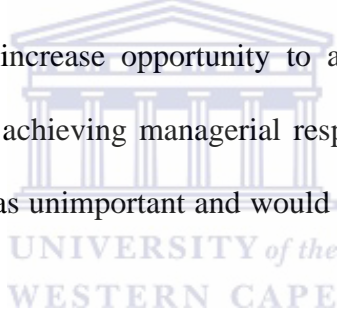 increase opportunity to a
achieving managerial resp
as unimportant and would
UNIVERSITY of the
WESTERN CAPE